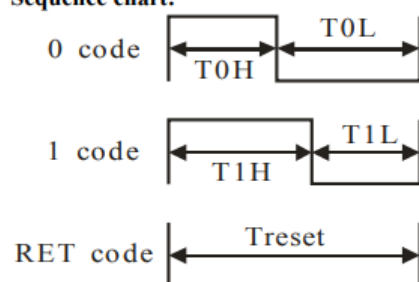 Sequence chart:
0 code
T0H
T0L
1 code
T1H
T1L
RET code
Treset